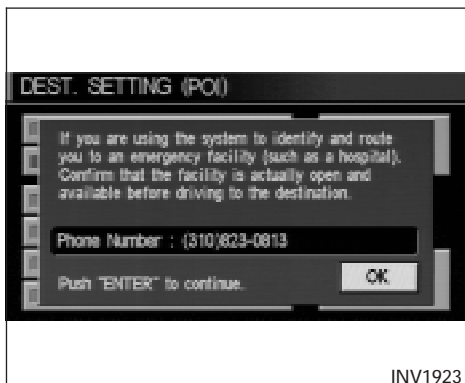 DEST. SETTING (POI)
If you are using the system to identify and route
you to an emergency facility (such as a hospital).
Confirm that the facility is actually open and
available before driving to the destination.
Phone Number : (310)823-0813
Push "ENTER" to continue.
OK
INV1923